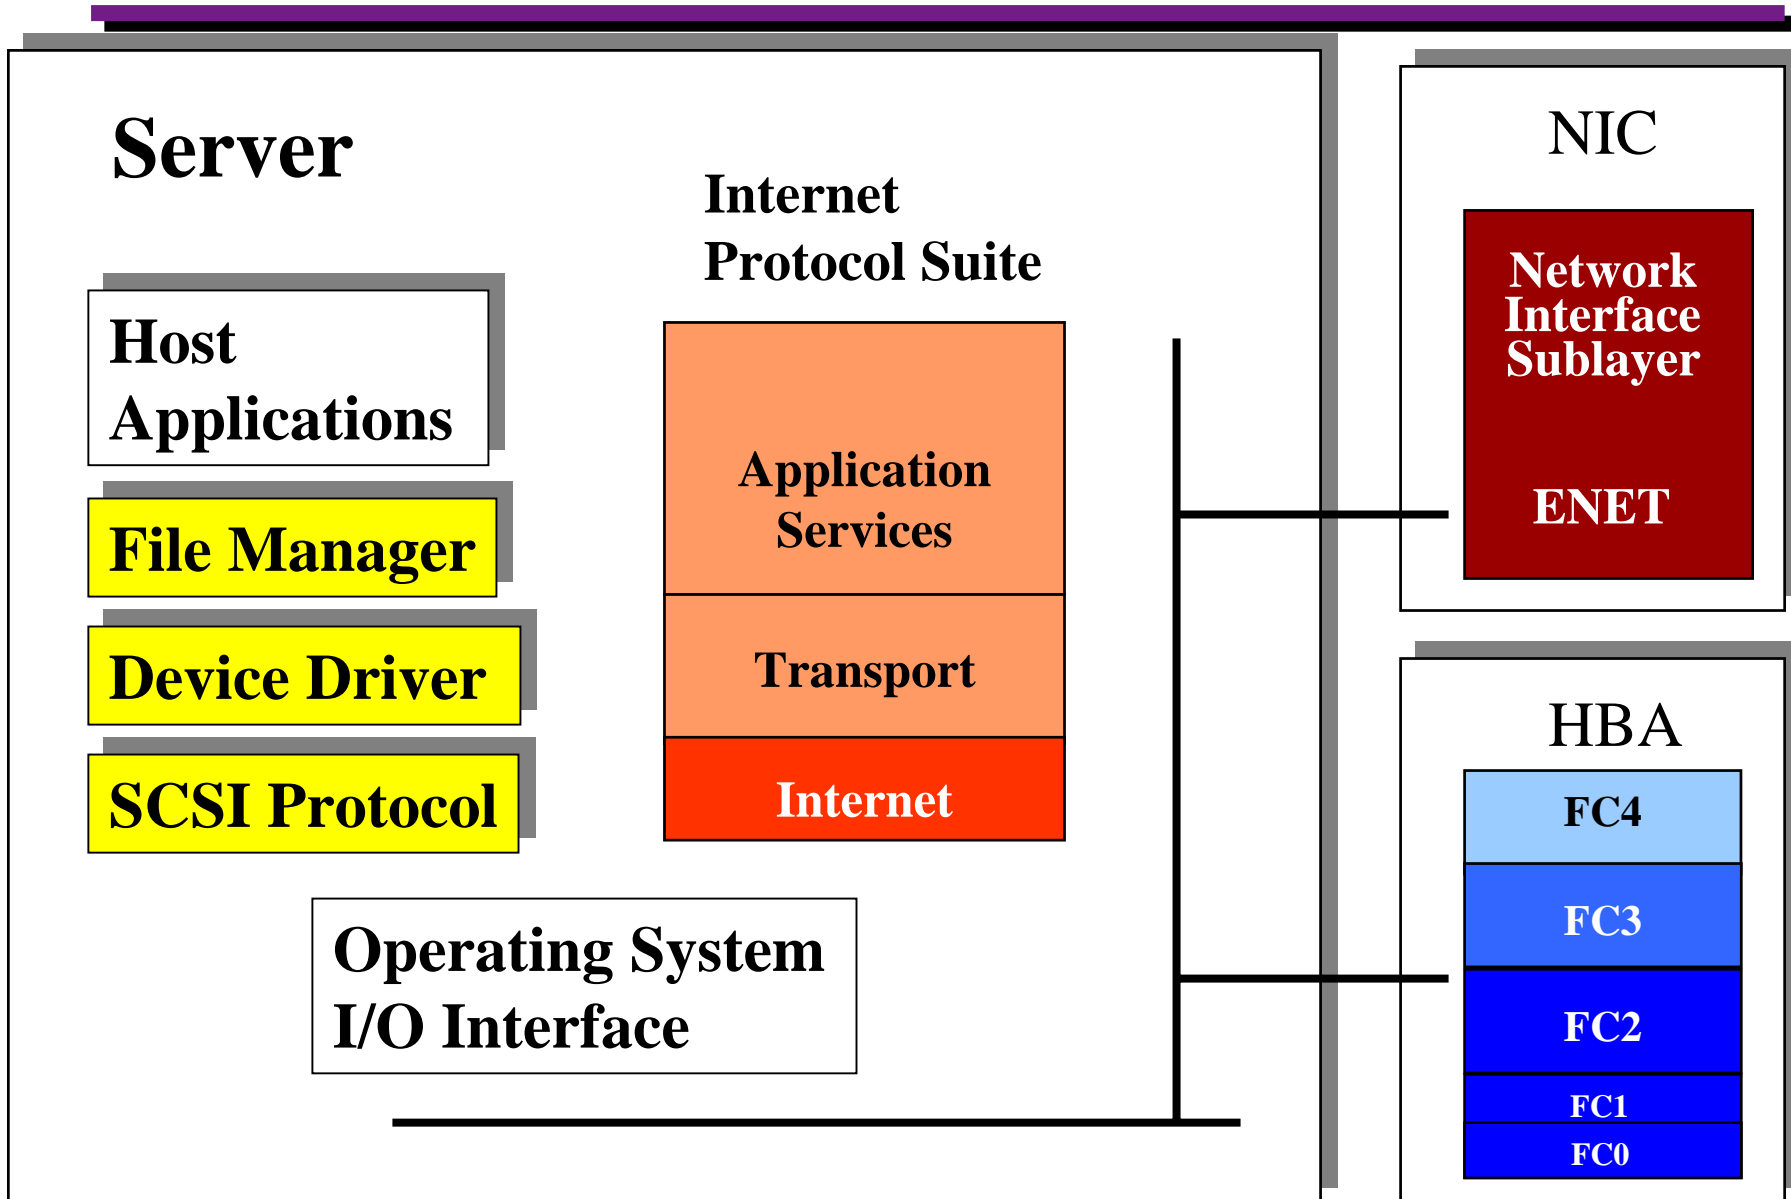 Server
Host
Applications
File Manager
Device Driver
SCSI Protocol
Operating System
I/O Interface
Internet
Protocol Suite
Application
Services
Transport
Internet
NIC
Network
Interface
Sublayer
ENET
HBA
FC4
FC3
FC2
FC1
FC0